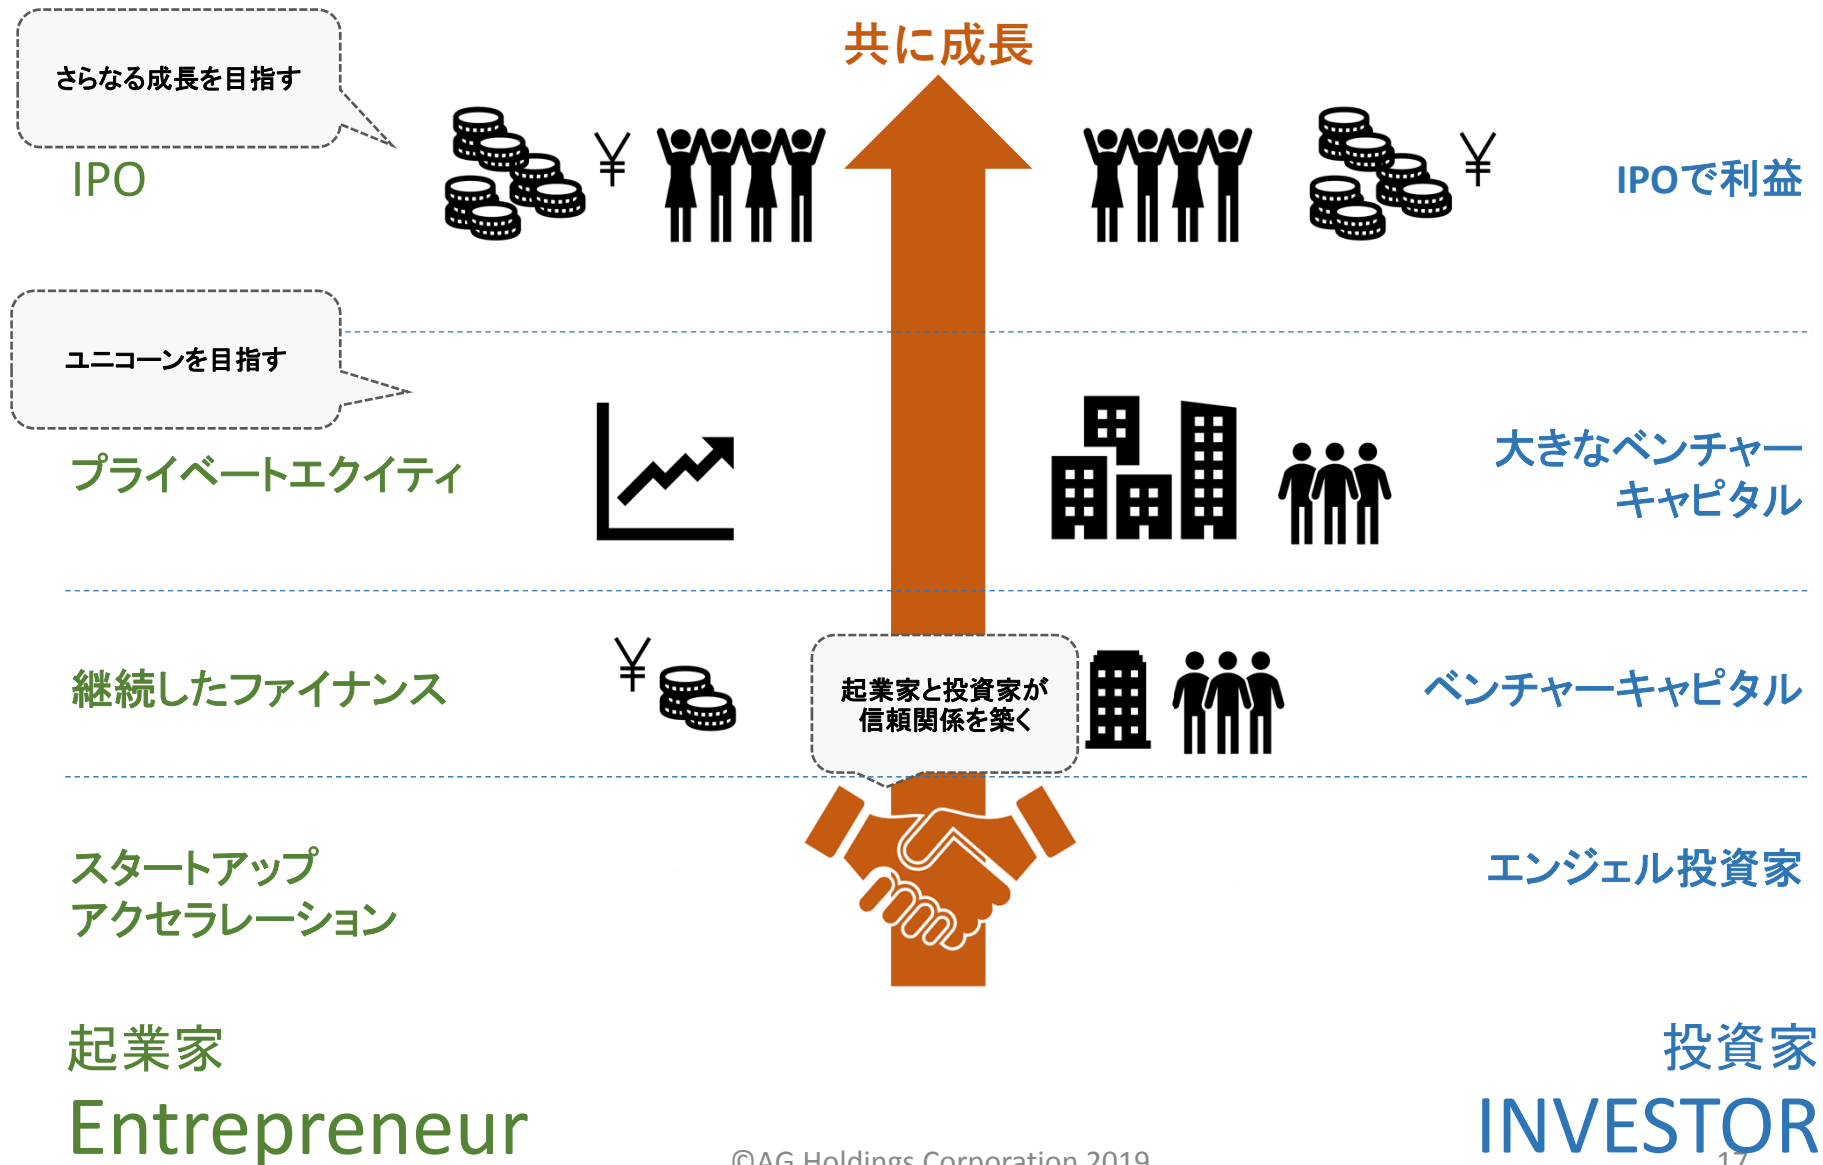 共に成長
さらなる成長を目指す
IPO
¥
¥
IPOで利益
ユニコーンを目指す
プライベートエクイティ
大きなベンチャー
キャピタル
継続したファイナンス
¥
起業家と投資家が
信頼関係を築く
ベンチャーキャピタル
スタートアップ
アクセラレーション
エンジェル投資家
起業家
Entrepreneur
投資家
INVESTOR
©AG Holdings Corporation 2019
17